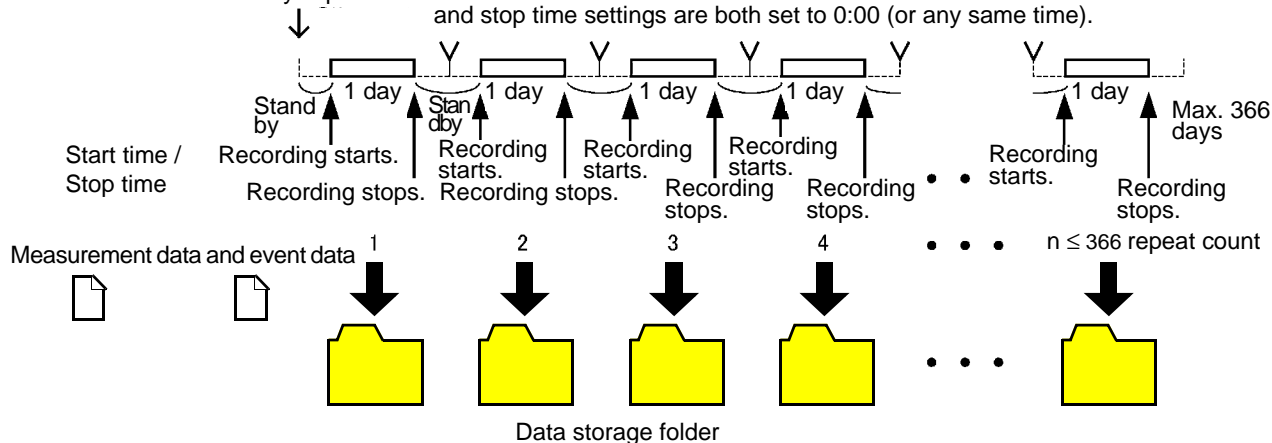 and stop time settings are both set to 0:00 (or any same time).
1 day
1 day
1 day
1 day
1 day
Stand
by
Stan
dby
Max. 366
days
Start time /
Stop time
Recording starts.
Recording
starts.
Recording
starts.
Recording
starts.
Recording
starts.
Recording stops.
Recording stops.
Recording
stops.
Recording
stops.
Recording
stops.
Measurement data and event data
1
2
3
4
n ≤ 366 repeat count
Data storage folder